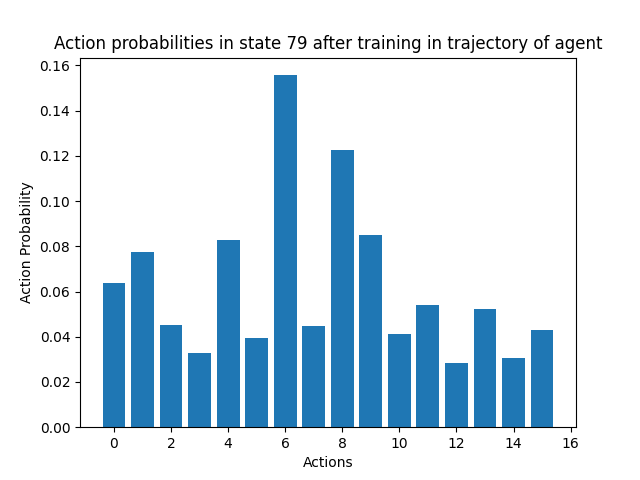 Action probabilities in state 79 after training in trajectory of agent
0.16
0.14
0.12
0.10
0.08
0.06
0.04
0.02
0.00
Action Probability
0 2 4 6 8 10 12 14 16
Actions